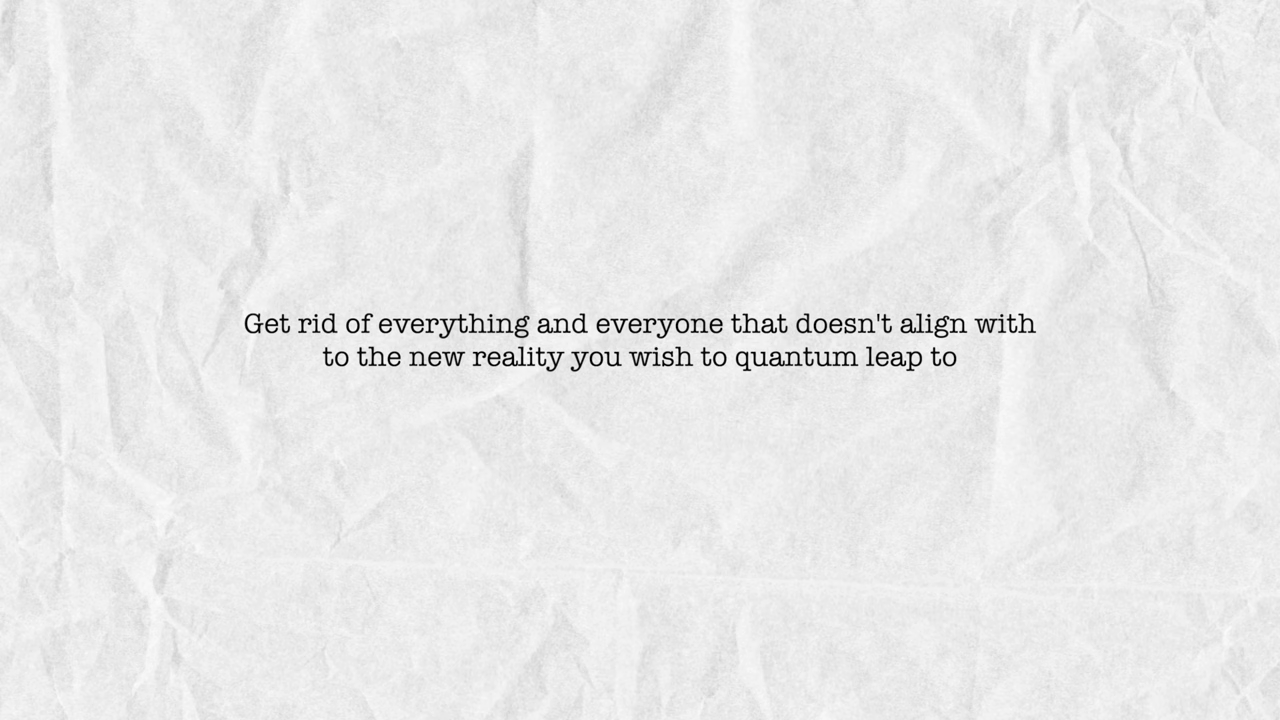 Get rid of everything and everyone that doesn't align with
to the new reality you wish to quantum leap to